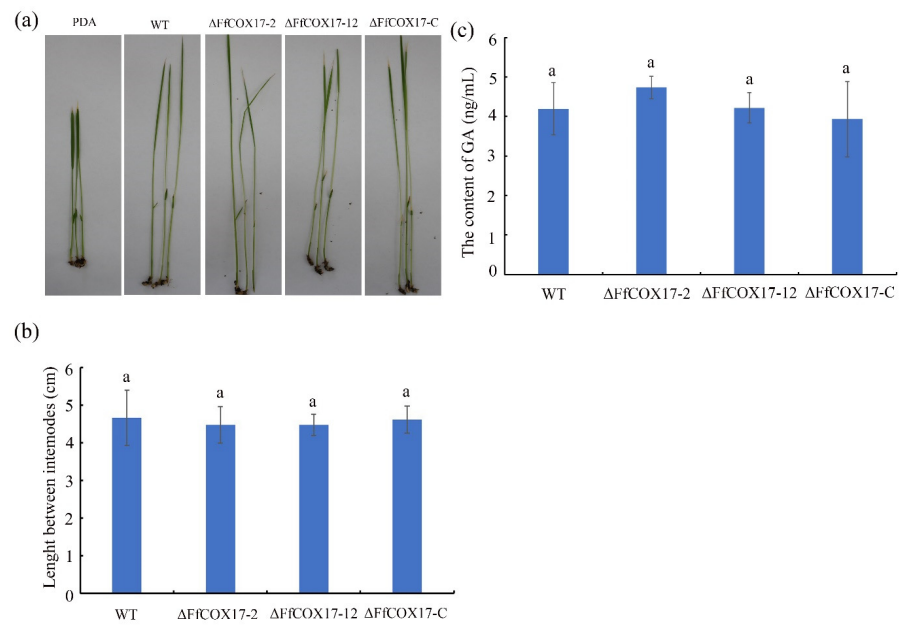 (a)
PDA WT ΔFfCOX17-2 ΔFfCOX17-12 ΔFfCOX17-C
(c)
The content of GA (ng/mL)
6
5
4
3
2
1
0
a a a a
WT ΔFfCOX17-2 ΔFfCOX17-12 ΔFfCOX17-C
(b)
Lenght between intemodes (cm)
6
5
4
3
2
1
0
a a a a
WT ΔFfCOX17-2 ΔFfCOX17-12 ΔFfCOX17-C